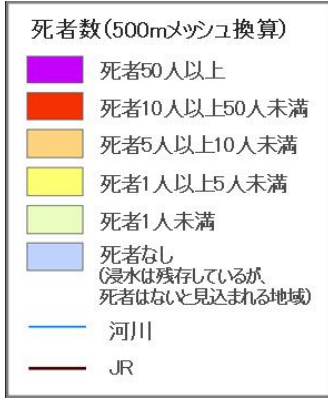 死者数(500mメッシュ換算)
死者50人以上
死者10人以上50人未満
死者5人以上10人未満
死者1人以上5人未満
死者1人未満
死者なし
(浸水は残存しているが、
死者はないと見込まれる地域)
河川
JR